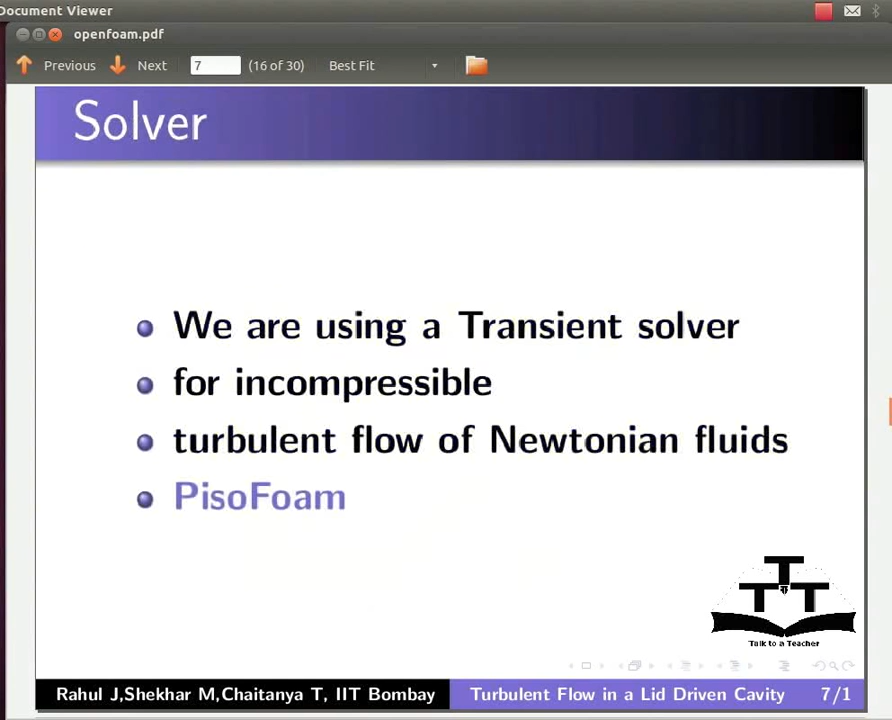 Document Viewer
openfoam.pdf
Previous Next 7 (16 of 30) Best Fit
Solver
We are using a Transient solver
for incompressible
turbulent flow of Newtonian fluids
PisoFoam
T
T T
Talk to a Teacher
Rahul J,Shekhar M,Chaitanya T, IIT Bombay Turbulent Flow in a Lid Driven Cavity 7/1